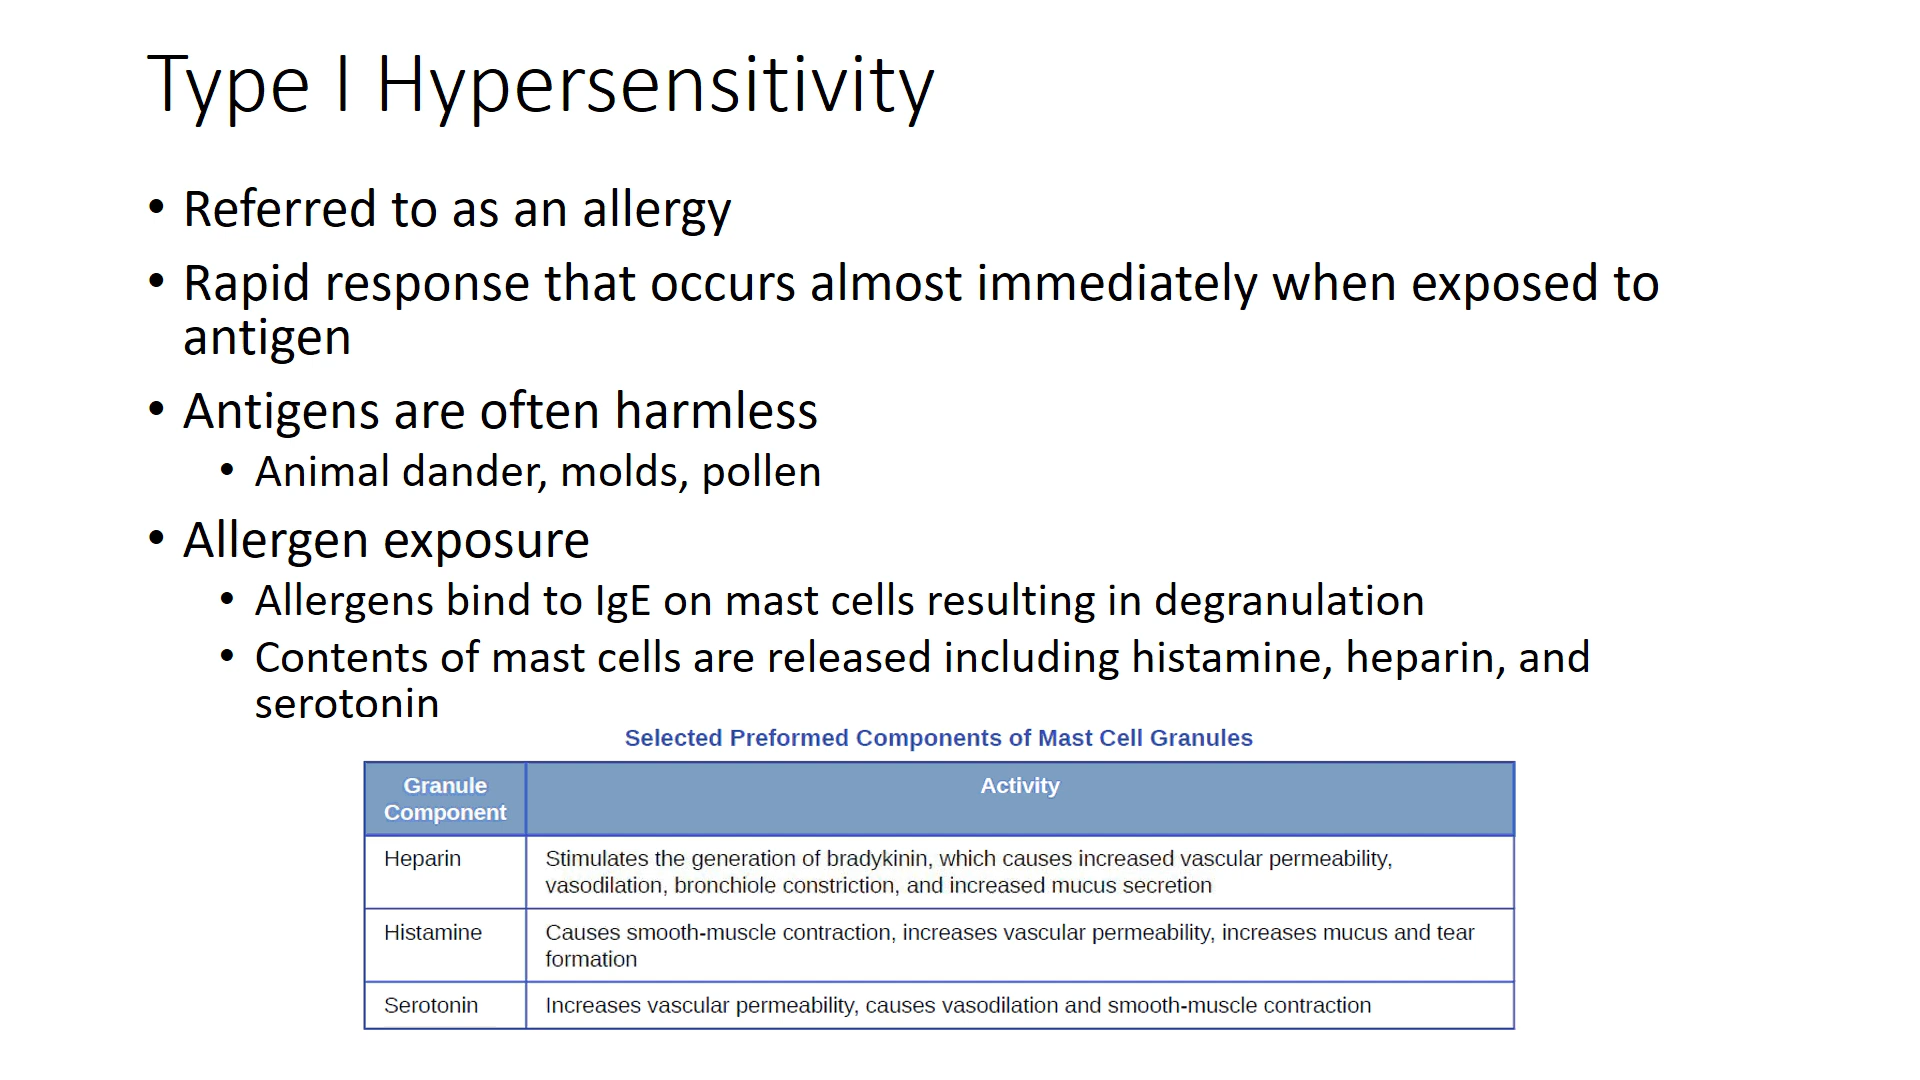 Type I Hypersensitivity
• Referred to as an allergy
• Rapid response that occurs almost immediately when exposed to
antigen
• Antigens are often harmless
• Animal dander, molds, pollen
• Allergen exposure
• Allergens bind to IgE on mast cells resulting in degranulation
• Contents of mast cells are released including histamine, heparin, and
serotonin
Selected Preformed Components of Mast Cell Granules
Granule
Component
Activity
Heparin
Stimulates the generation of bradykinin, which causes increased vascular permeability,
vasodilation, bronchiole constriction, and increased mucus secretion
Histamine
Causes smooth-muscle contraction, increases vascular permeability, increases mucus and tear
formation
Serotonin
Increases vascular permeability, causes vasodilation and smooth-muscle contraction